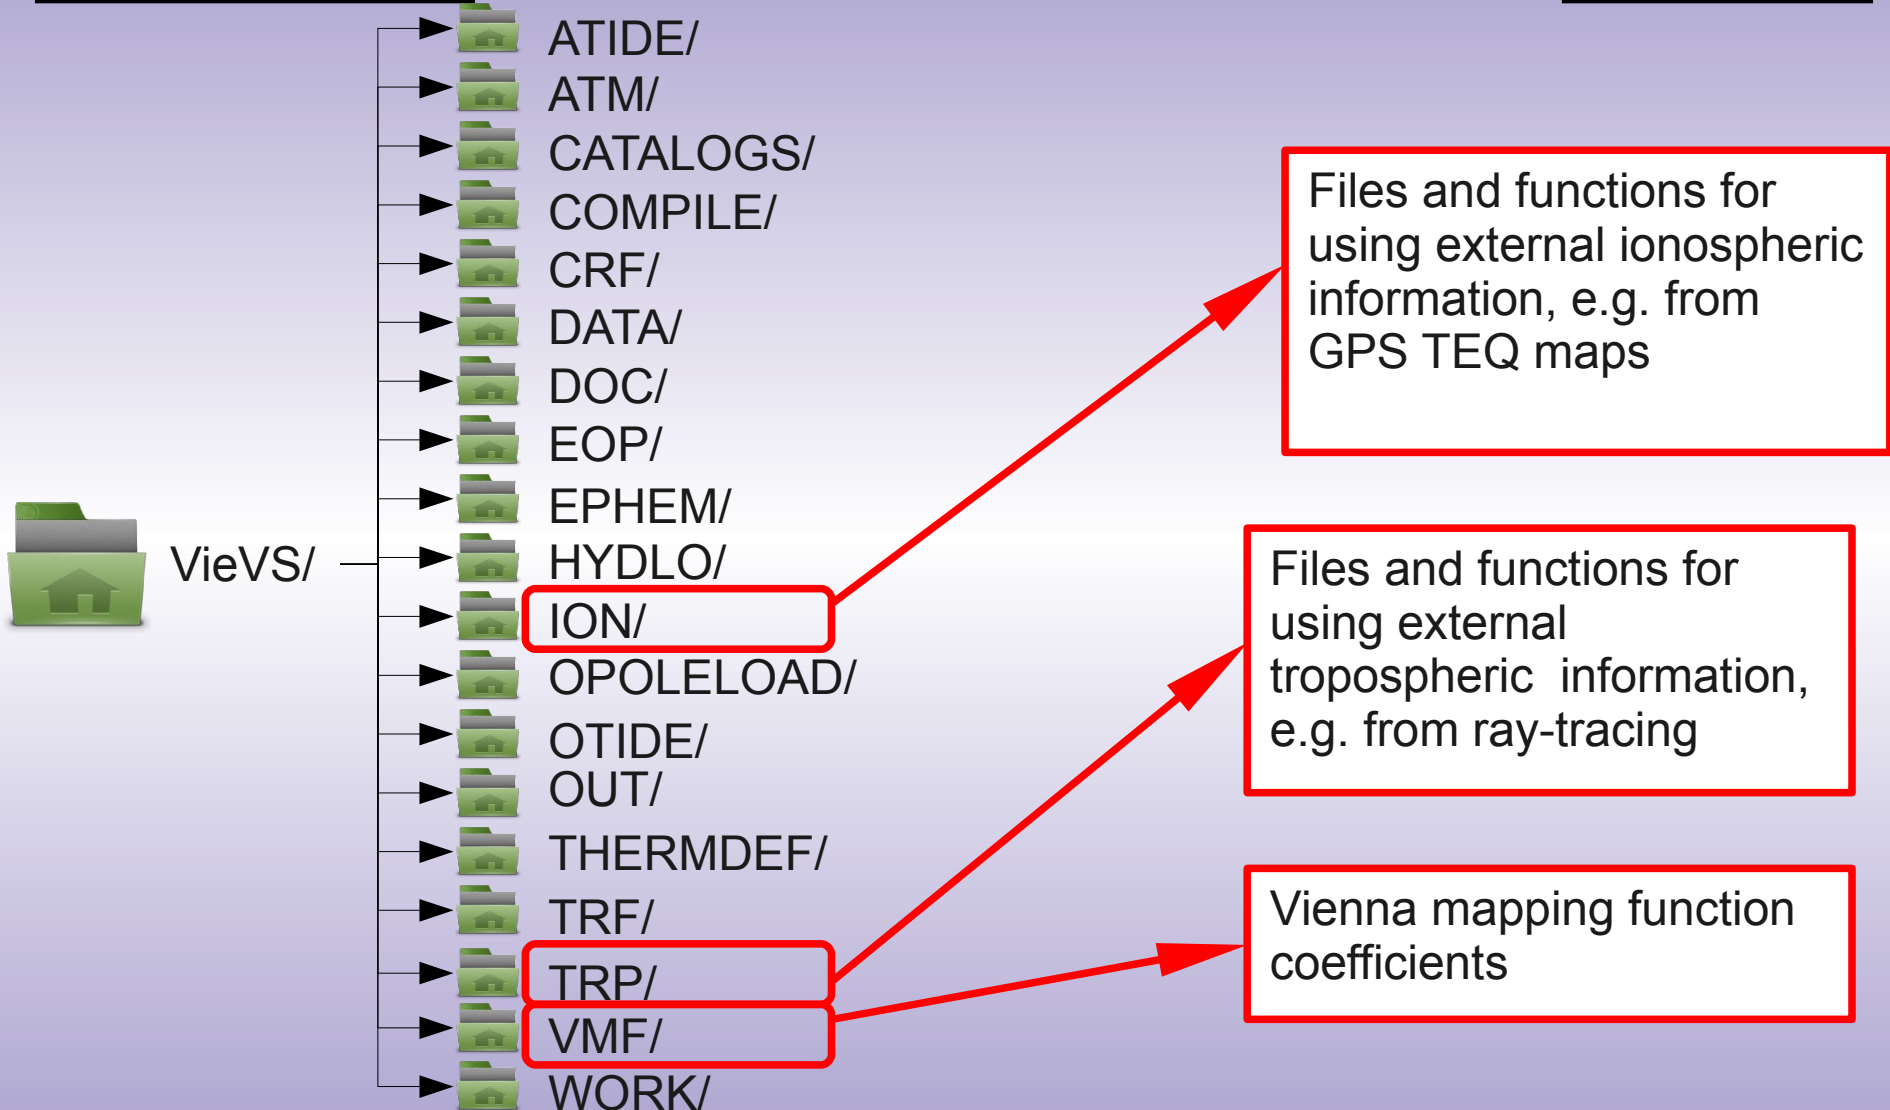 ATIDE/
ATM/
CATALOGS/
COMPILE/
CRF/
DATA/
DOC/
EOP/
EPHEM/
VieVS/
HYDLO/
ION/
OPOLELOAD/
OTIDE/
OUT/
THERMDEF/
TRF/
TRP/
VMF/
WORK/
Files and functions for
using external ionospheric
information, e.g. from
GPS TEQ maps
Files and functions for
using external
tropospheric information,
e.g. from ray-tracing
Vienna mapping function
coefficients